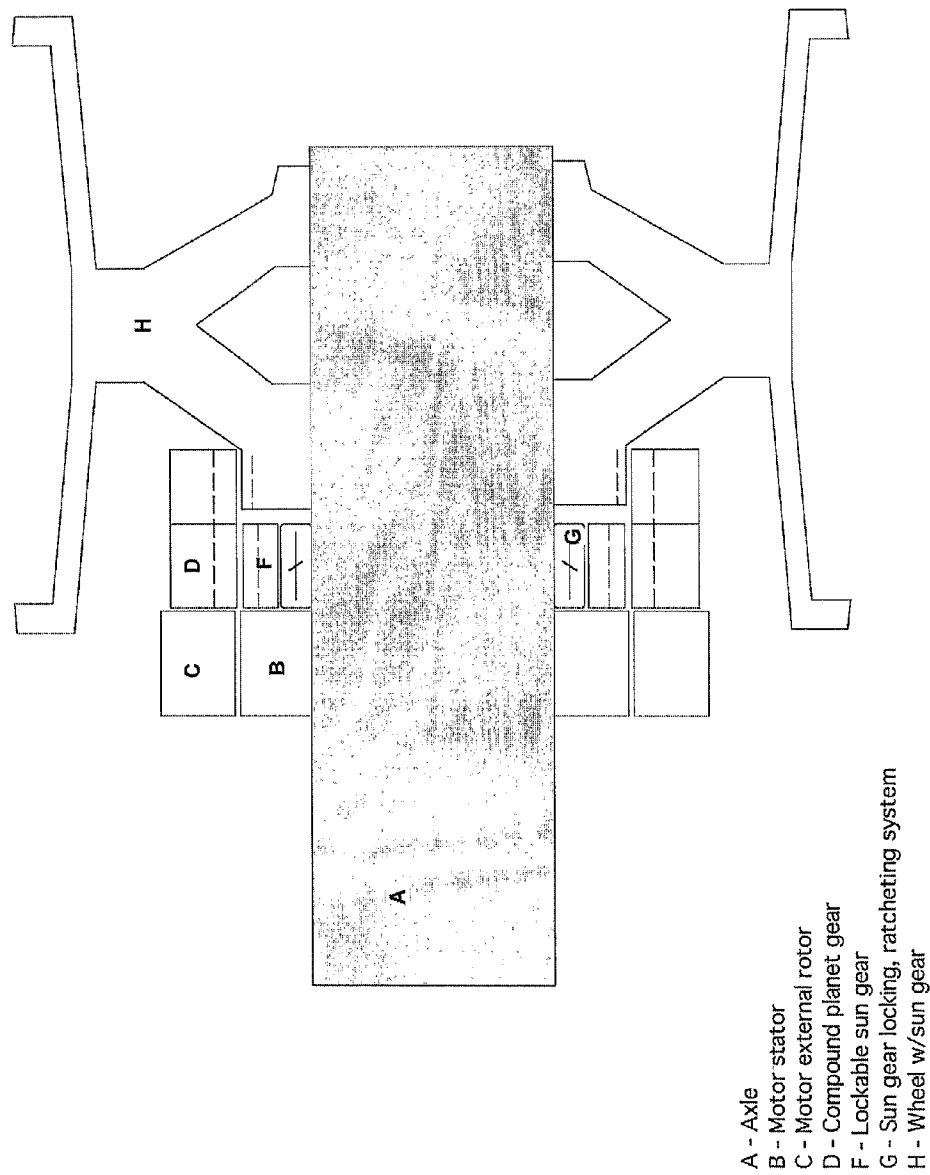 H
D
F
G
C
B
A
A - Axle
B - Motor stator
C - Motor external rotor
D - Compound planet gear
F - Lockable sun gear
G - Sun gear locking, ratcheting system
H - Wheel w/sun gear